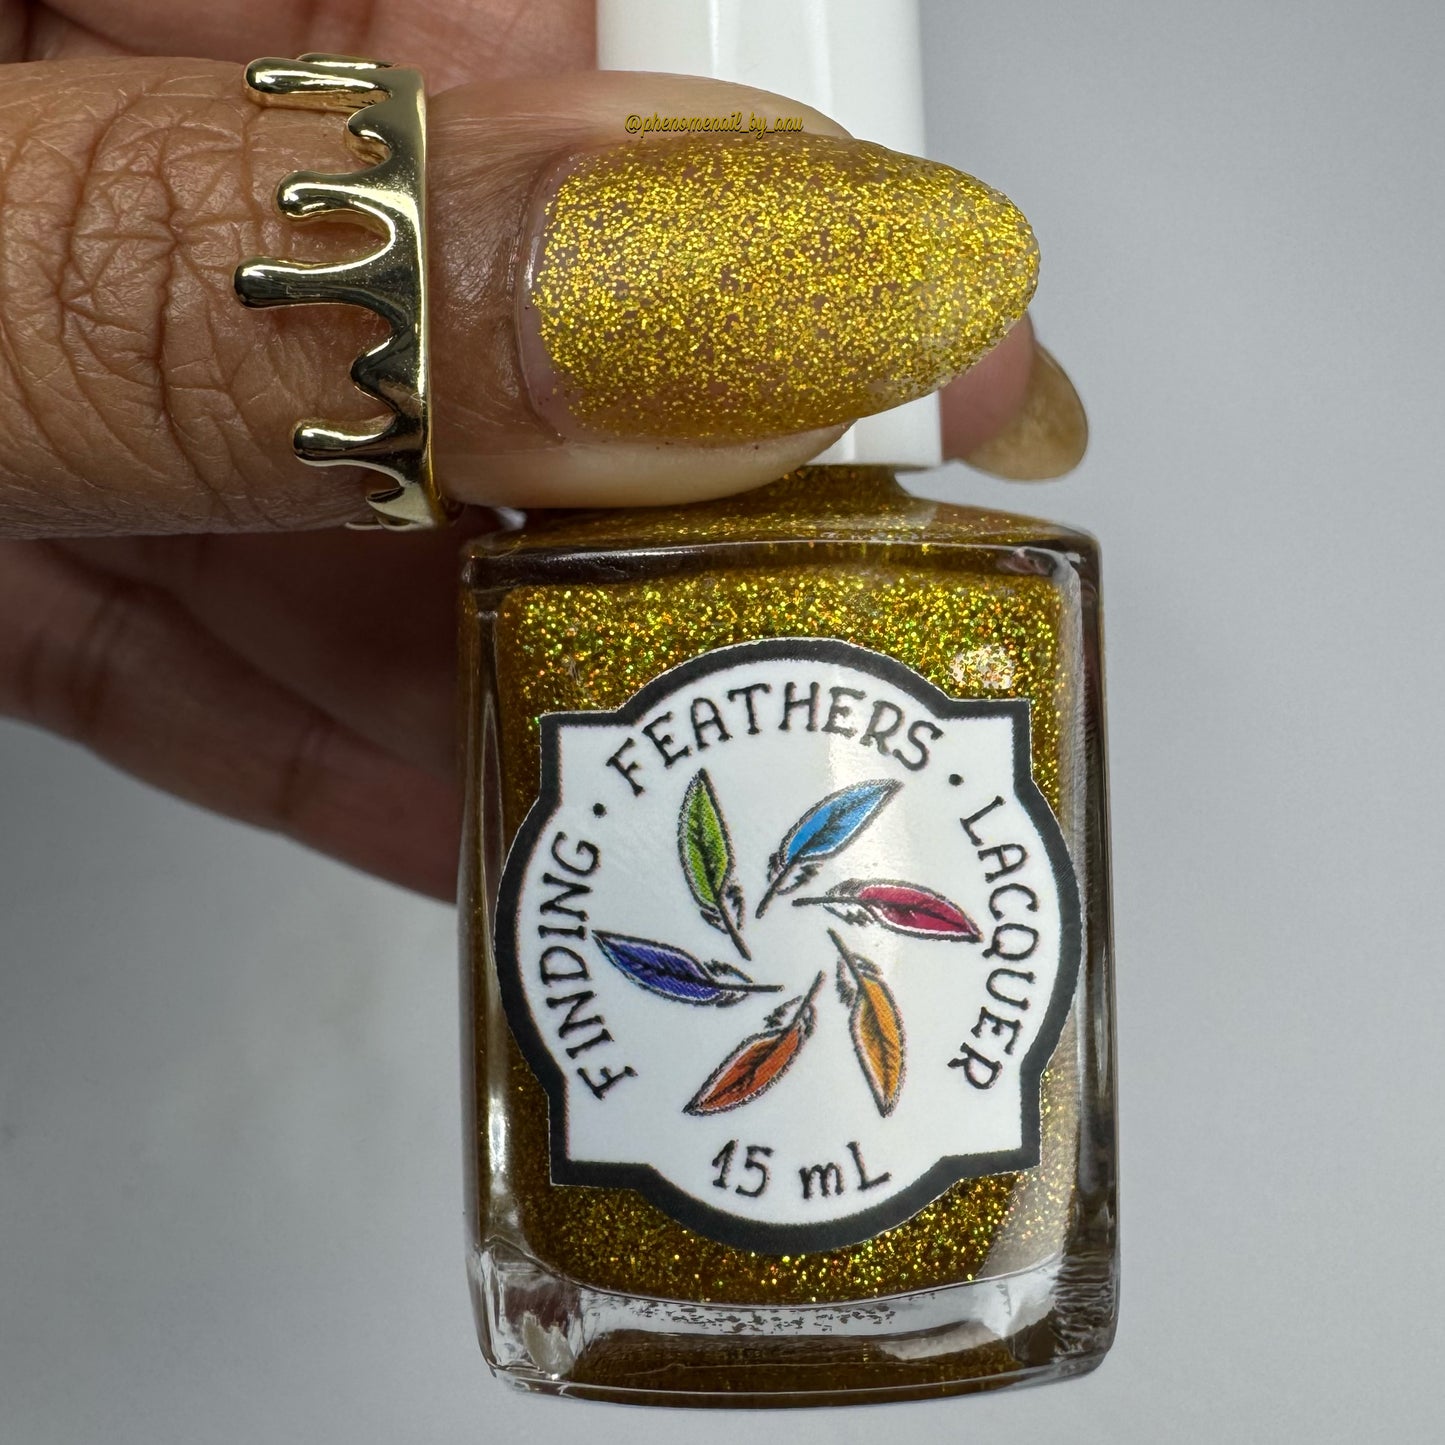 @phenomenail_by_anu
FINDING · FEATHERS · LACQUER
15 mL